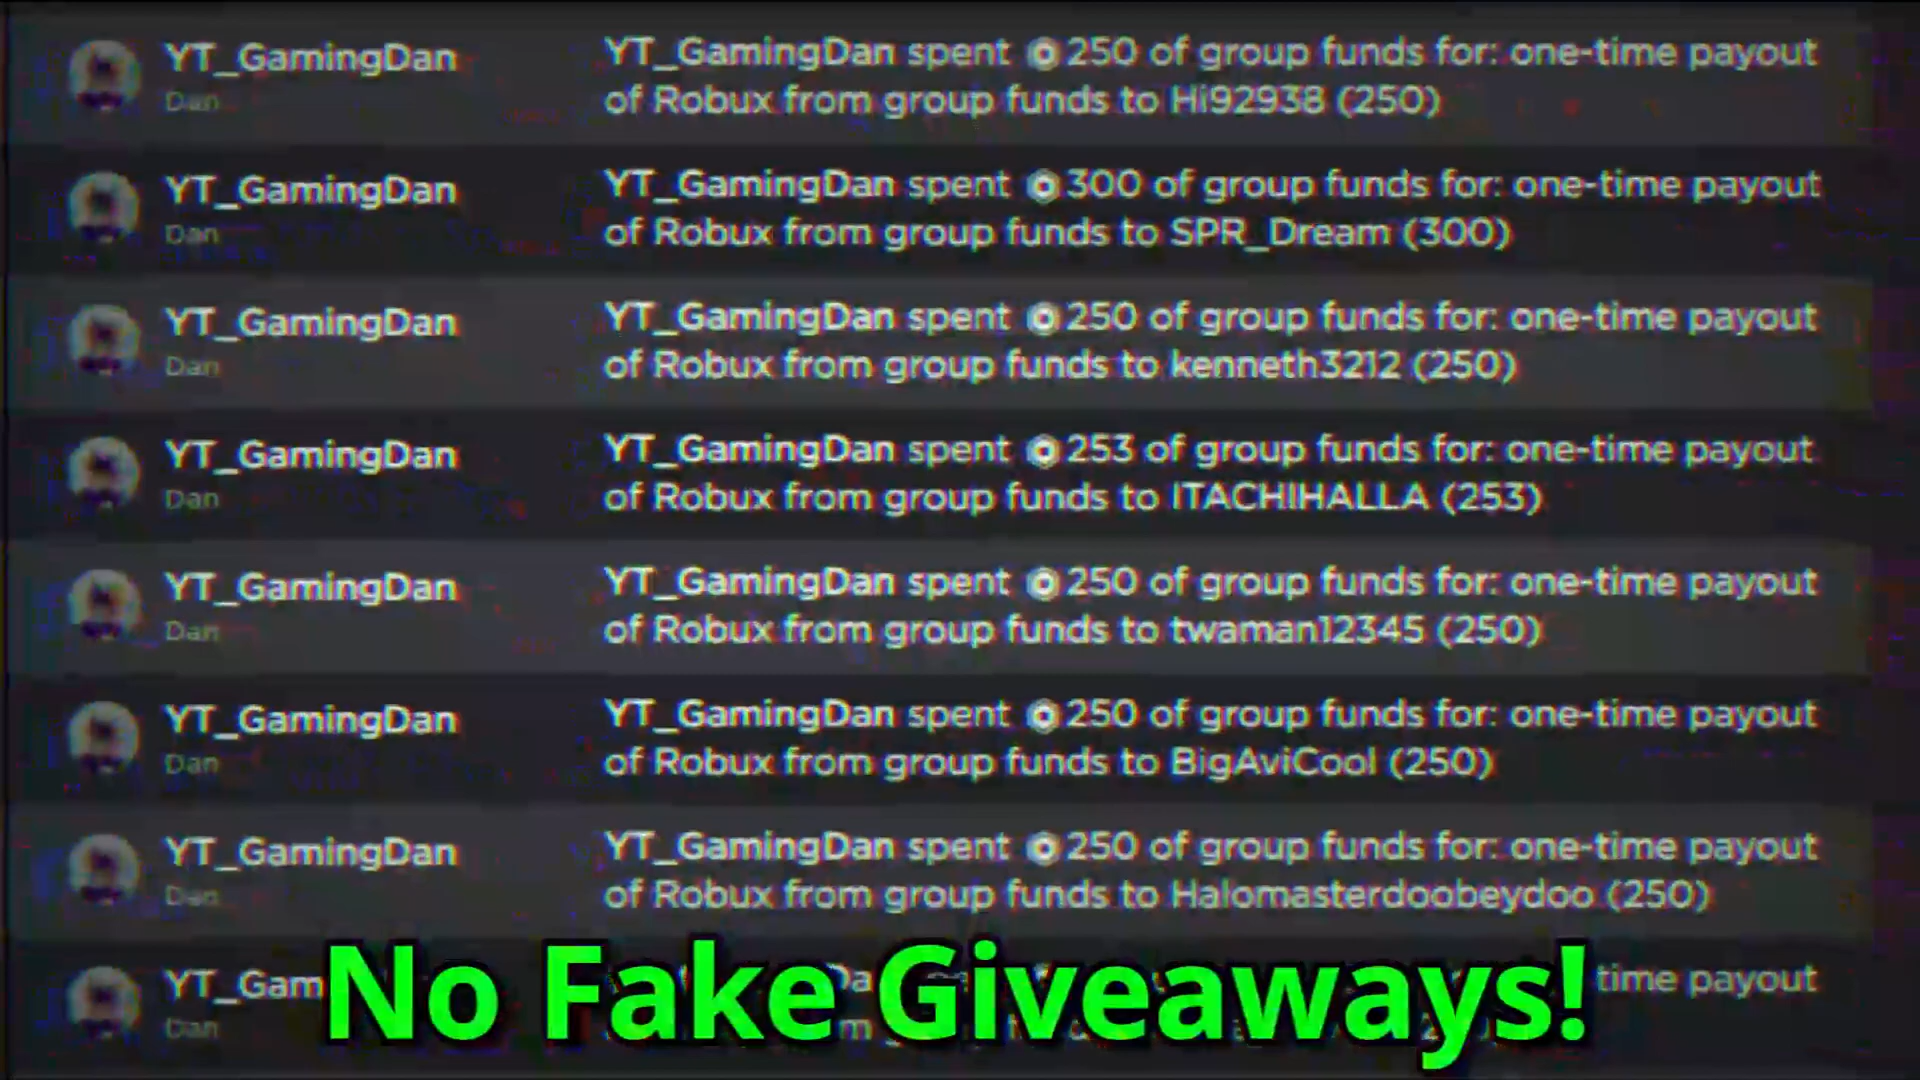 YT_GamingDan
Dan
YT_GamingDan spent 250 of group funds for: one-time payout
of Robux from group funds to Hi92938 (250)
YT_GamingDan
Dan
YT_GamingDan spent 300 of group funds for: one-time payout
of Robux from group funds to SPR_Dream (300)
YT_GamingDan
Dan
YT_GamingDan spent 250 of group funds for: one-time payout
of Robux from group funds to kenneth3212 (250)
YT_GamingDan
Dan
YT_GamingDan spent 253 of group funds for: one-time payout
of Robux from group funds to ITACHIHALLA (253)
YT_GamingDan
Dan
YT_GamingDan spent 250 of group funds for: one-time payout
of Robux from group funds to twaman12345 (250)
YT_GamingDan
Dan
YT_GamingDan spent 250 of group funds for: one-time payout
of Robux from group funds to BigAviCool (250)
YT_GamingDan
Dan
YT_GamingDan spent 250 of group funds for: one-time payout
of Robux from group funds to Halomasterdoobeydoo (250)
YT_Gam
Dan
time payout
No Fake Giveaways!